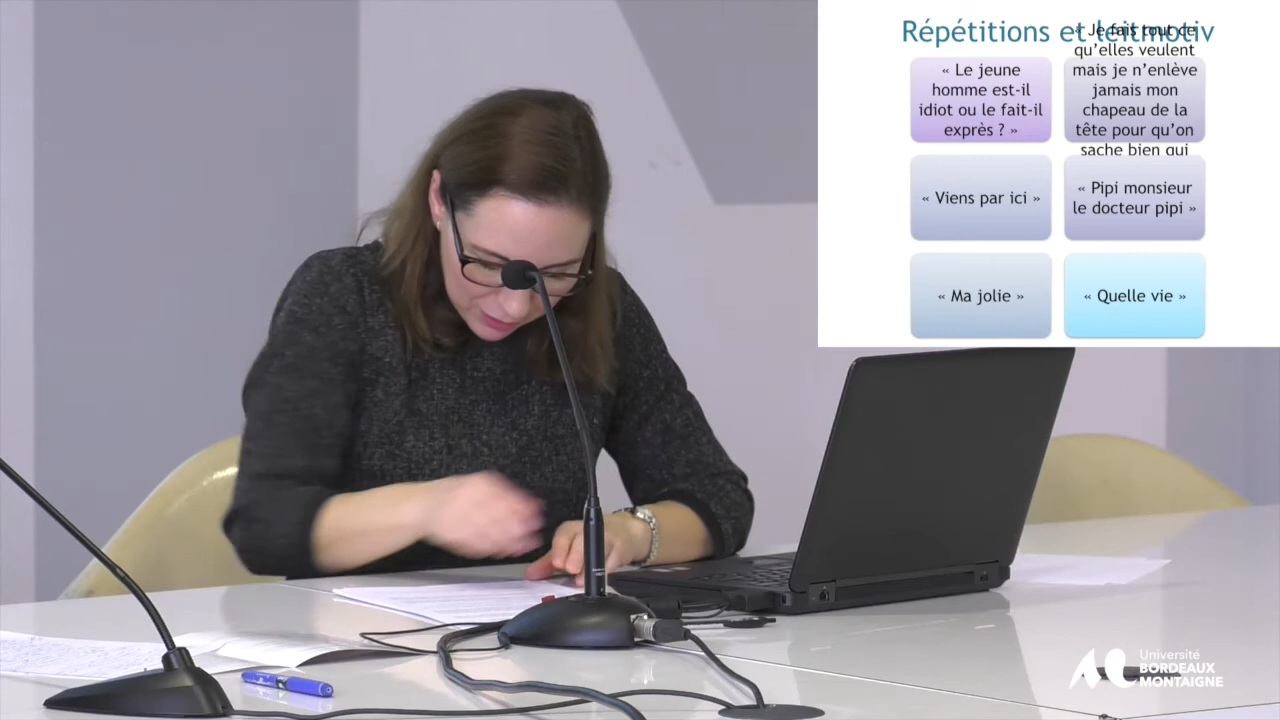 Répétitions et leitmotiv
« Le jeune
homme est-il
idiot ou le fait-il
exprès ? »
« Je fais tout ce
qu’elles veulent
mais je n’enlève
jamais mon
chapeau de la
tête pour qu’on
sache bien qui
« Viens par ici »
« Pipi monsieur
le docteur pipi »
« Ma jolie »
« Quelle vie »
Université
BORDEAUX
MONTAIGNE